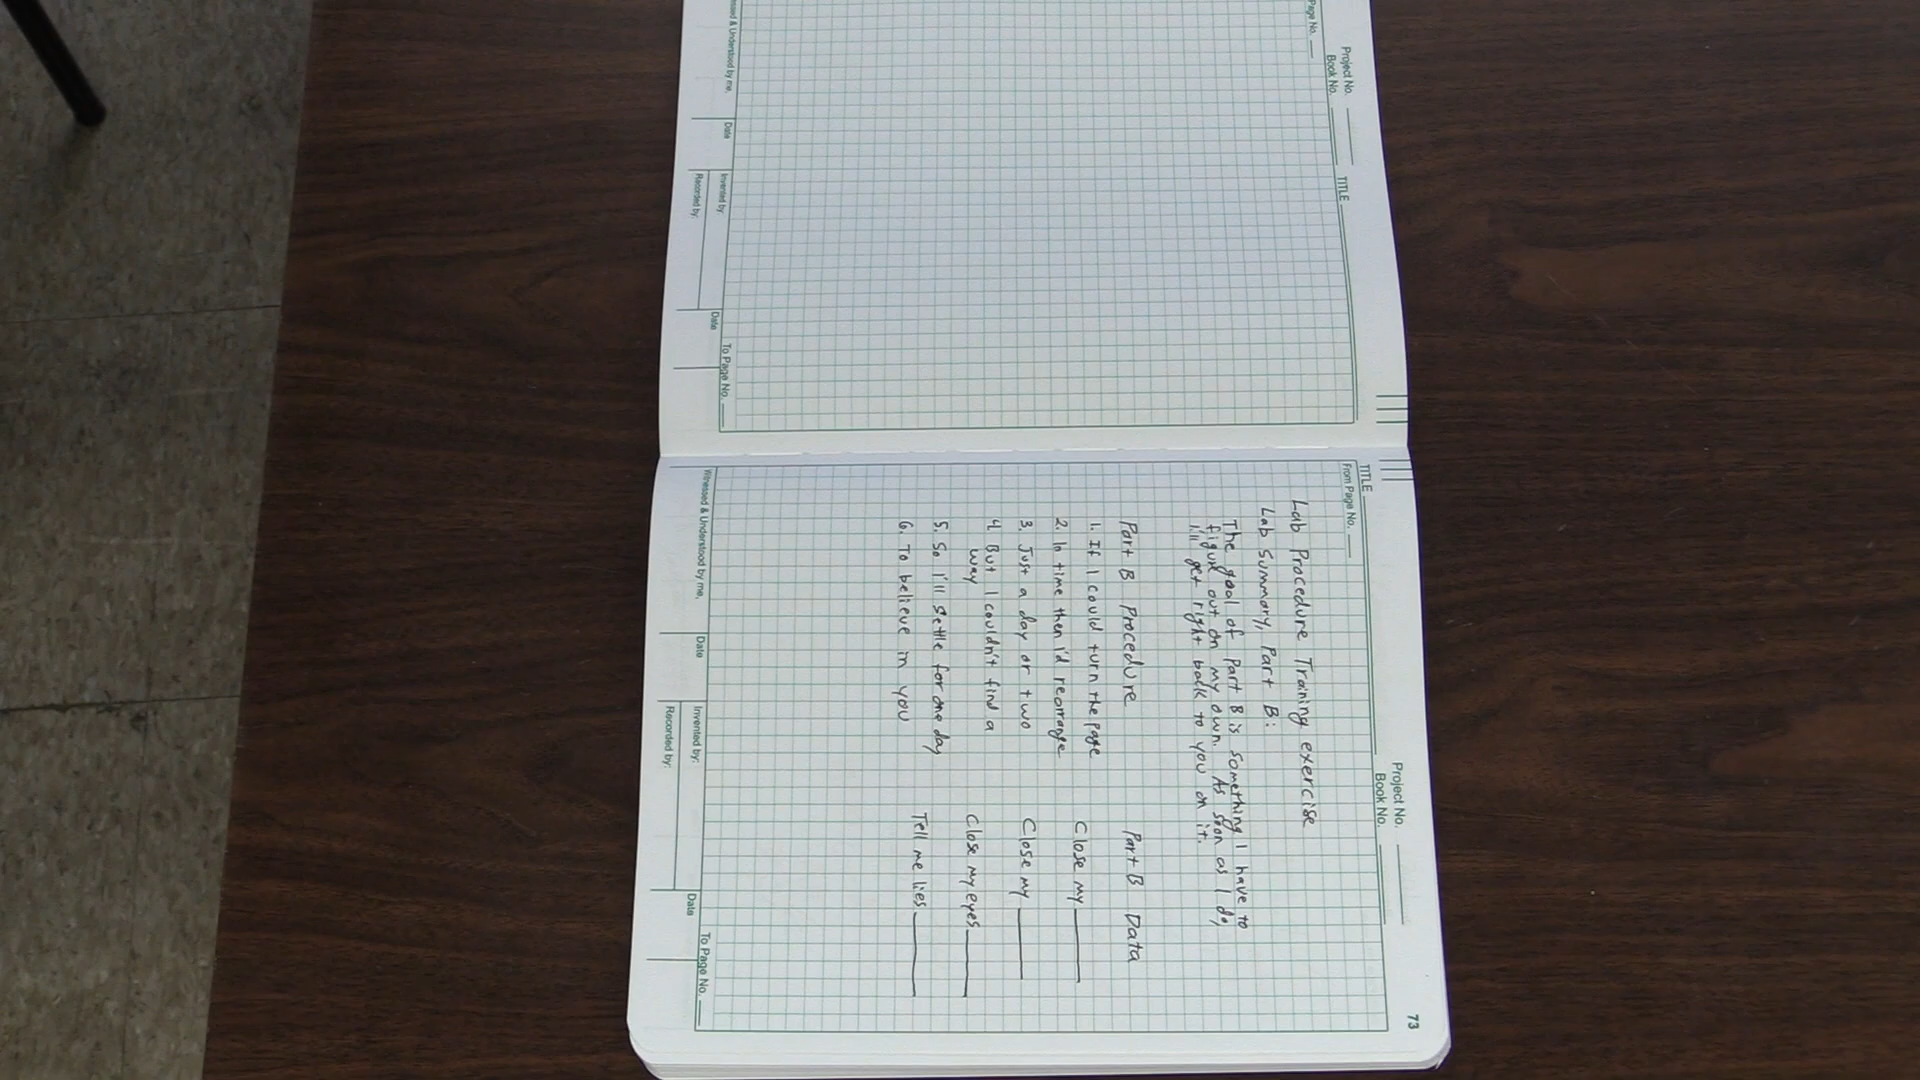 Page No.
Project No.
Book No.
TITLE
essed & Understood by me,
Date
Invented by:
Recorded by:
Date
To Page No.
73
Project No.
Book No.
TITLE
From Page No.
Lab Procedure Training exercise
Lab Summary, Part B:
The goal of Part B is something I have to
figure out on my own. As soon as I do,
I'll get right back to you on it.
Part B Procedure
1. If I could turn the page
2. In time then I'd rearrange
3. Just a day or two
4 But I couldn't find a
way
5. So I'll settle for one day
6. To believe in you
Part B Data
Close my
Close my
Close my eyes
Tell me lies
Witnessed & Understood by me,
Date
Invented by:
Recorded by:
Date
To Page No.